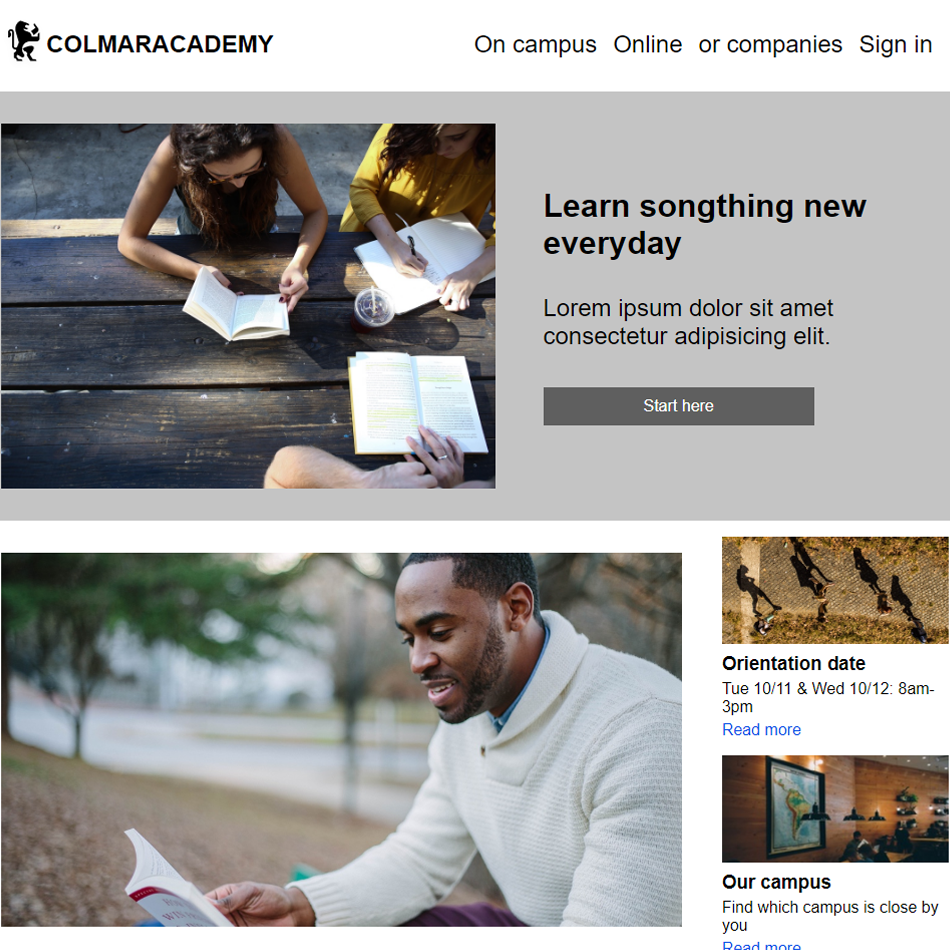 COLMARACADEMY
On campus Online or companies Sign in
Learn songthing new
everyday
Lorem ipsum dolor sit amet
consectetur adipisicing elit.
Start here
Orientation date
Tue 10/11 & Wed 10/12: 8am-
3pm
Read more
Our campus
Find which campus is close by
you
Read more